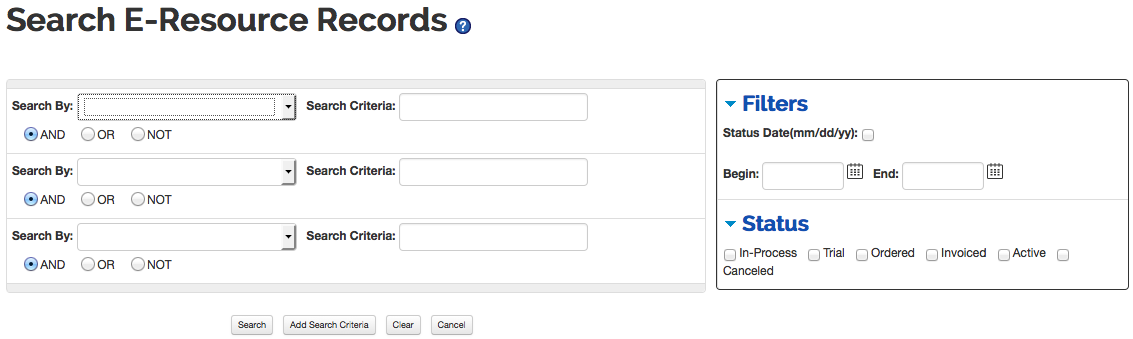 Search E-Resource Records ?
Search By: Search Criteria:
AND OR NOT
Search By: Search Criteria:
AND OR NOT
Search By: Search Criteria:
AND OR NOT
Search Add Search Criteria Clear Cancel
Filters
Status Date(mm/dd/yy):
Begin: End:
Status
In-Process Trial Ordered Invoiced Active
Canceled